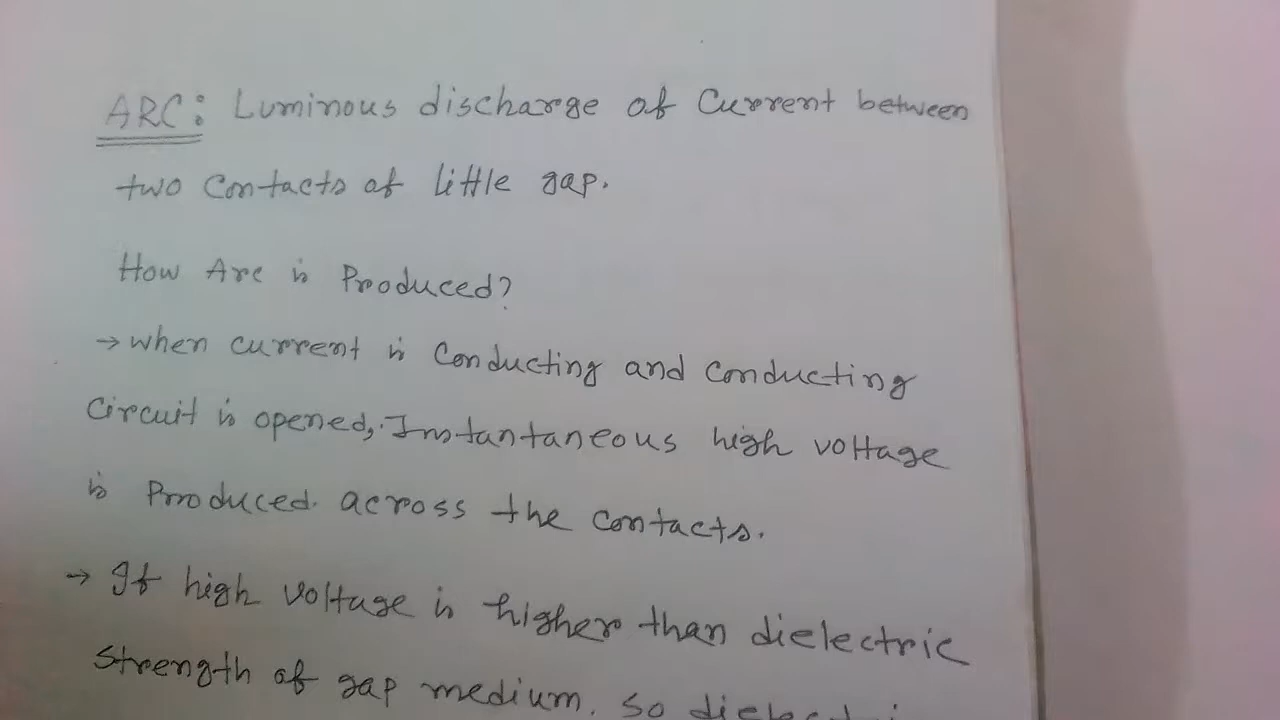 ARC: Luminous discharge of Current between
two Contacts of little gap.
How Arc is Produced?
→ when current is Conducting and conducting
Circuit is opened, Instantaneous high voltage
is Produced. across the contacts.
→ If high voltage is higher than dielectric
Strength of gap medium. so